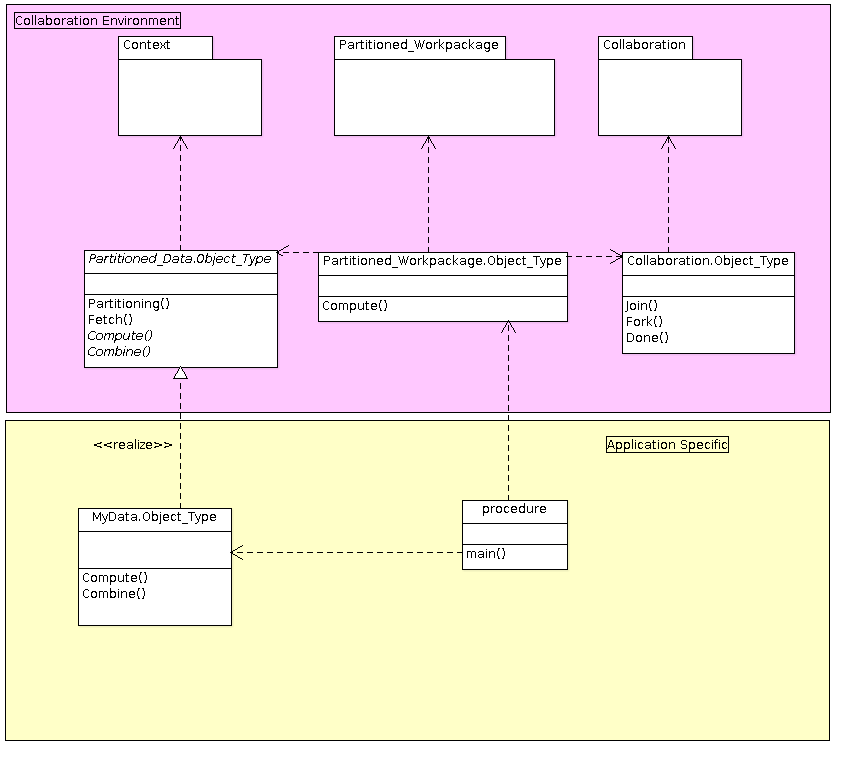 Collaboration Environment
Context
Partitioned_Workpackage
Collaboration
Partitioned_Data.Object_Type
Partitioning()
Fetch()
Compute()
Combine()
Partitioned_Workpackage.Object_Type
Compute()
Collaboration.Object_Type
Join()
Fork()
Done()
<<realize>>
Application Specific
MyData.Object_Type
Compute()
Combine()
procedure
main()